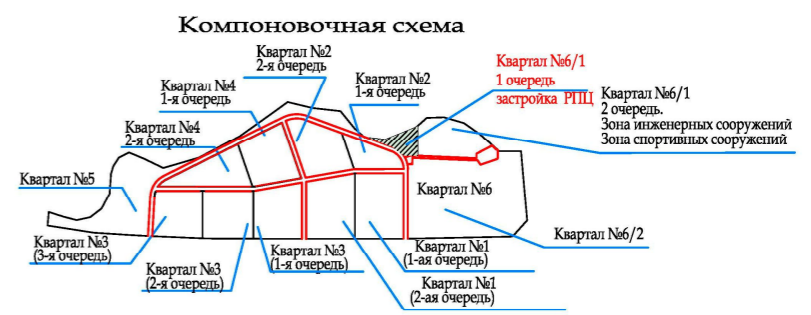 Компоновочная схема
Квартал №2
2-я очередь
Квартал №6/1
1 очередь
застройка РПЦ
Квартал №4
1-я очередь
Квартал №2
1-я очередь
Квартал №6/1
2 очередь.
Зона инженерных сооружений
Зона спортивных сооружений
Квартал №4
2-я очередь
Квартал №5
Квартал №6
Квартал №6/2
Квартал №3
(3-я очередь)
Квартал №3
(2-я очередь)
Квартал №3
(1-я очередь)
Квартал №1
(1-ая очередь)
Квартал №1
(2-ая очередь)